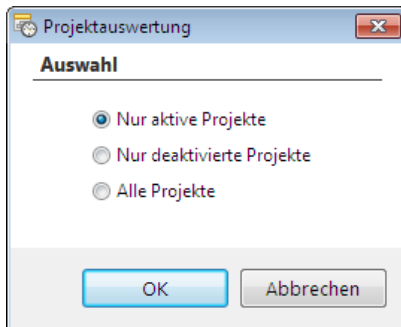 Projektauswertung
Auswahl
Nur aktive Projekte
Nur deaktivierte Projekte
Alle Projekte
OK Abbrechen